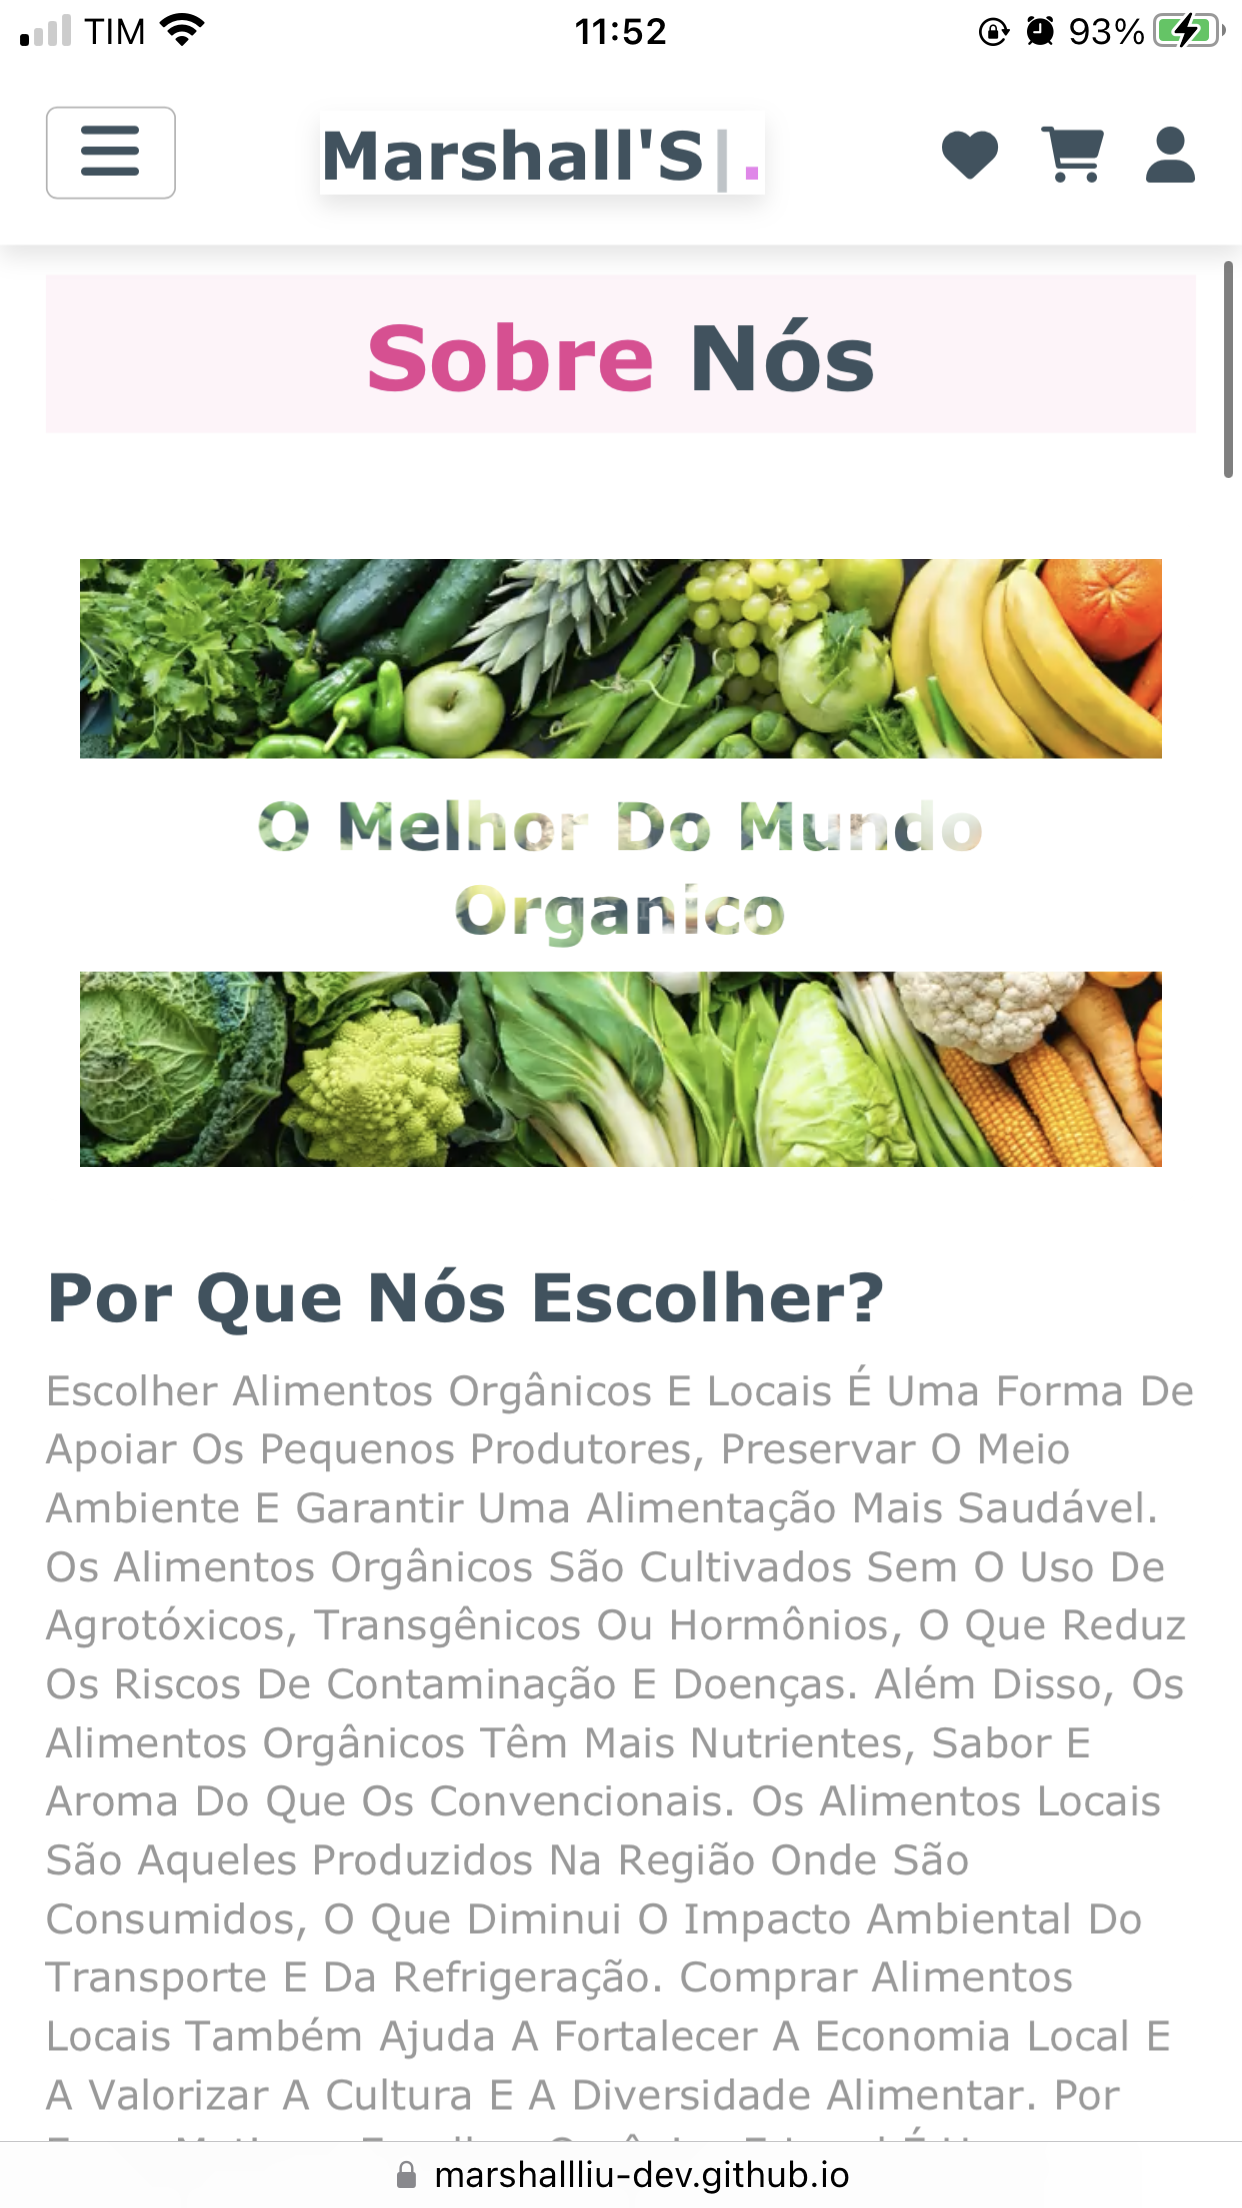 TIM
11:52
93%
Marshall'S|.
Sobre Nós
O Melhor Do Mundo
Organico
Por Que Nós Escolher?
Escolher Alimentos Orgânicos E Locais É Uma Forma De
Apoiar Os Pequenos Produtores, Preservar O Meio
Ambiente E Garantir Uma Alimentação Mais Saudável.
Os Alimentos Orgânicos São Cultivados Sem O Uso De
Agrotóxicos, Transgênicos Ou Hormônios, O Que Reduz
Os Riscos De Contaminação E Doenças. Além Disso, Os
Alimentos Orgânicos Têm Mais Nutrientes, Sabor E
Aroma Do Que Os Convencionais. Os Alimentos Locais
São Aqueles Produzidos Na Região Onde São
Consumidos, O Que Diminui O Impacto Ambiental Do
Transporte E Da Refrigeração. Comprar Alimentos
Locais Também Ajuda A Fortalecer A Economia Local E
A Valorizar A Cultura E A Diversidade Alimentar. Por
marshallliu-dev.github.io